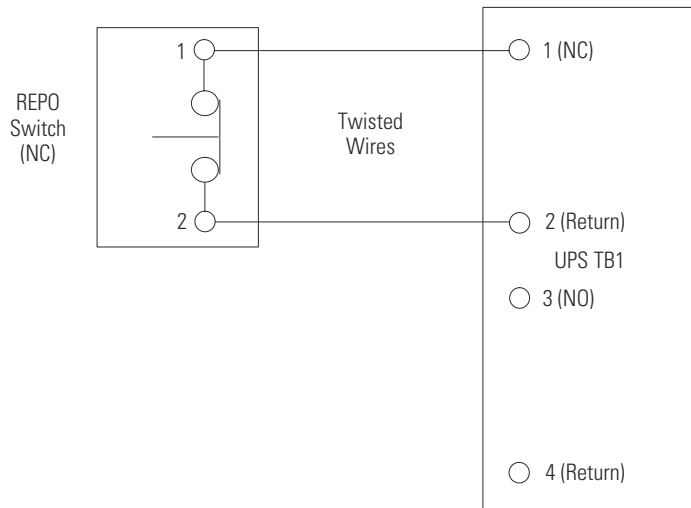 REPO
Switch
(NC)
1
2
Twisted
Wires
1 (NC)
2 (Return)
UPS TB1
3 (NO)
4 (Return)